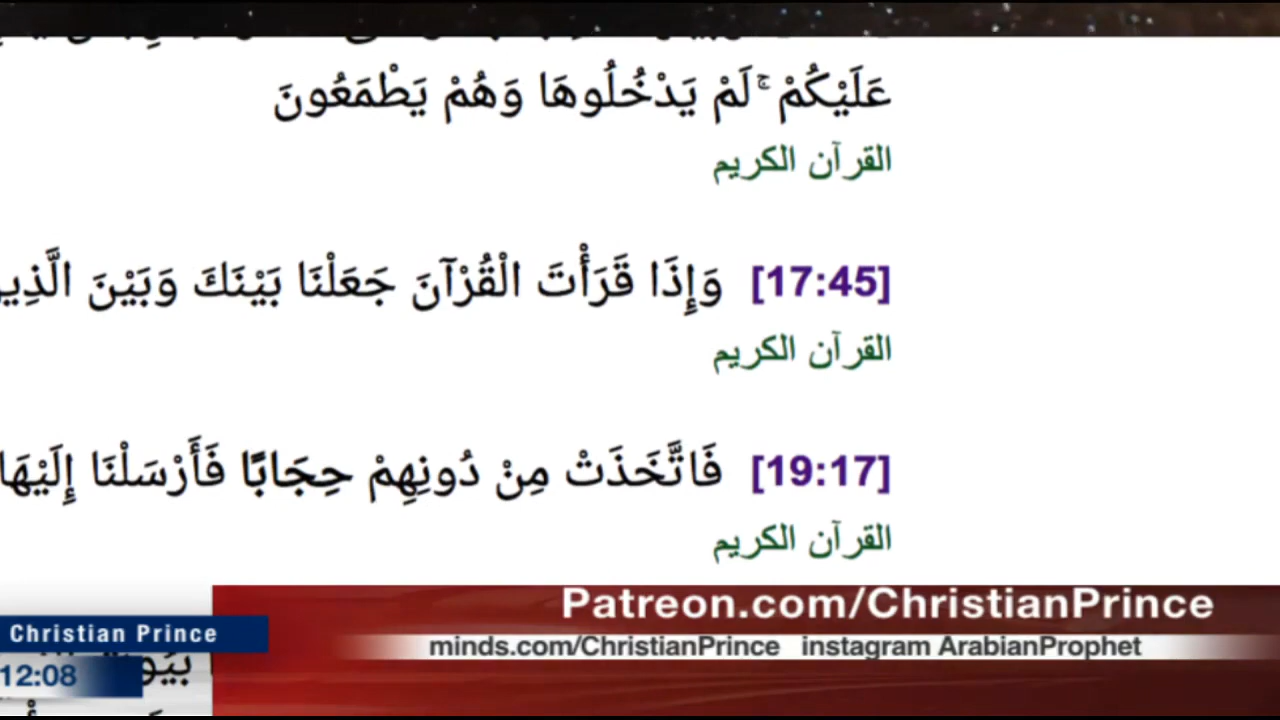 عَلَيْكُمْ ۚ لَمْ يَدْخُلُوهَا وَهُمْ يَطْمَعُونَ
القرآن الكريم
[17:45] وَإِذَا قَرَأْتَ الْقُرْآنَ جَعَلْنَا بَيْنَكَ وَبَيْنَ
القرآن الكريم
[19:17] فَاتَّخَذَتْ مِنْ دُونِهِمْ حِجَابًا فَأَرْسَلْنَا إِلَيْهَا
القرآن الكريم
Patreon.com/ChristianPrince
Christian Prince
minds.com/ChristianPrince instagram ArabianProphet
12:08